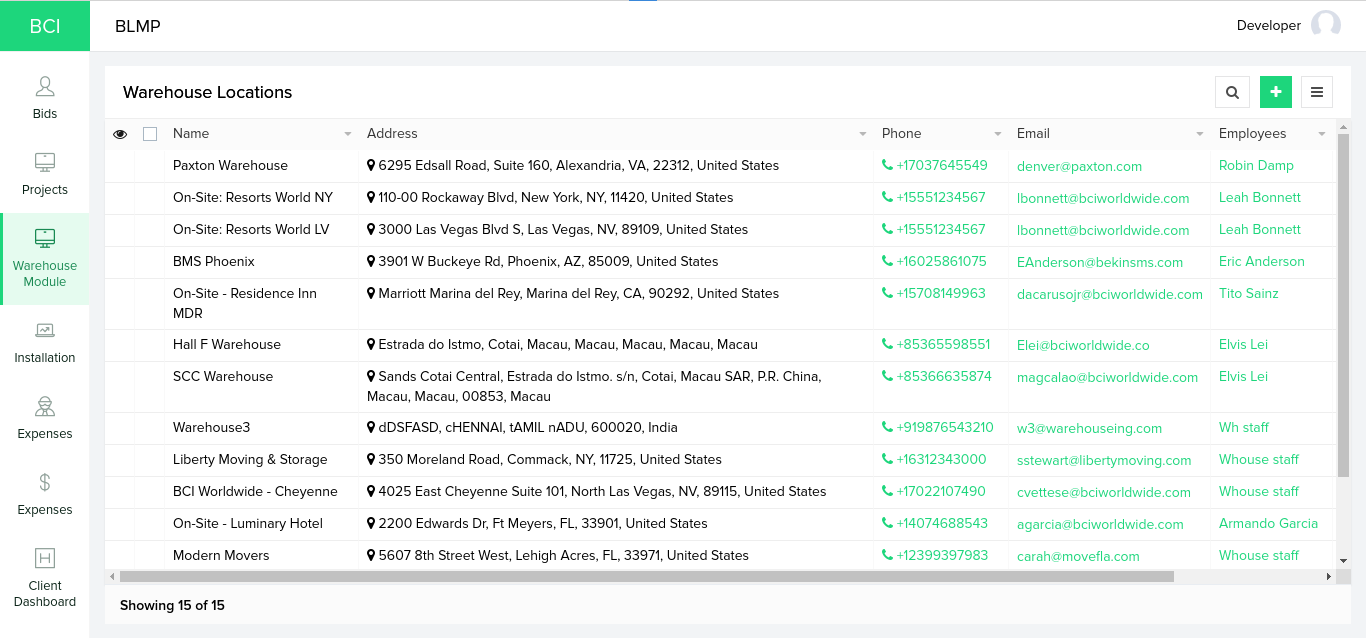 BCI
BLMP
Developer
Bids
Projects
Warehouse
Module
Installation
Expenses
Expenses
Client
Dashboard
Warehouse Locations
Name Address Phone Email Employees
Paxton Warehouse 6295 Edsall Road, Suite 160, Alexandria, VA, 22312, United States +17037645549 denver@paxton.com Robin Damp
On-Site: Resorts World NY 110-00 Rockaway Blvd, New York, NY, 11420, United States +15551234567 lbonnett@bciworldwide.com Leah Bonnett
On-Site: Resorts World LV 3000 Las Vegas Blvd S, Las Vegas, NV, 89109, United States +15551234567 lbonnett@bciworldwide.com Leah Bonnett
BMS Phoenix 3901 W Buckeye Rd, Phoenix, AZ, 85009, United States +16025861075 EAnderson@bekinsms.com Eric Anderson
On-Site - Residence Inn Marriott Marina del Rey, Marina del Rey, CA, 90292, United States +15708149963 dacarusojr@bciworldwide.com Tito Sainz
MDR
Hall F Warehouse Estrada do Istmo, Cotai, Macau, Macau, Macau, Macau, Macau +85365598551 Elei@bciworldwide.co Elvis Lei
SCC Warehouse Sands Cotai Central, Estrada do Istmo. s/n, Cotai, Macau SAR, P.R. China, +85366635874 magcalao@bciworldwide.com Elvis Lei
Macau, Macau, 00853, Macau
Warehouse3 dDSFASD, cHENNAI, tAMIL nADU, 600020, India +919876543210 w3@warehouseing.com Wh staff
Liberty Moving & Storage 350 Moreland Road, Commack, NY, 11725, United States +16312343000 sstewart@libertymoving.com Whouse staff
BCI Worldwide - Cheyenne 4025 East Cheyenne Suite 101, North Las Vegas, NV, 89115, United States +17022107490 cvettese@bciworldwide.com Whouse staff
On-Site - Luminary Hotel 2200 Edwards Dr, Ft Meyers, FL, 33901, United States +14074688543 agarcia@bciworldwide.com Armando Garcia
Modern Movers 5607 8th Street West, Lehigh Acres, FL, 33971, United States +12399397983 carah@movefla.com Whouse staff
Showing 15 of 15